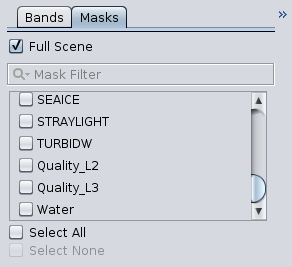 Bands Masks »
Full Scene
Mask Filter
SEAICE
STRAYLIGHT
TURBIDW
Quality_L2
Quality_L3
Water
Select All
Select None